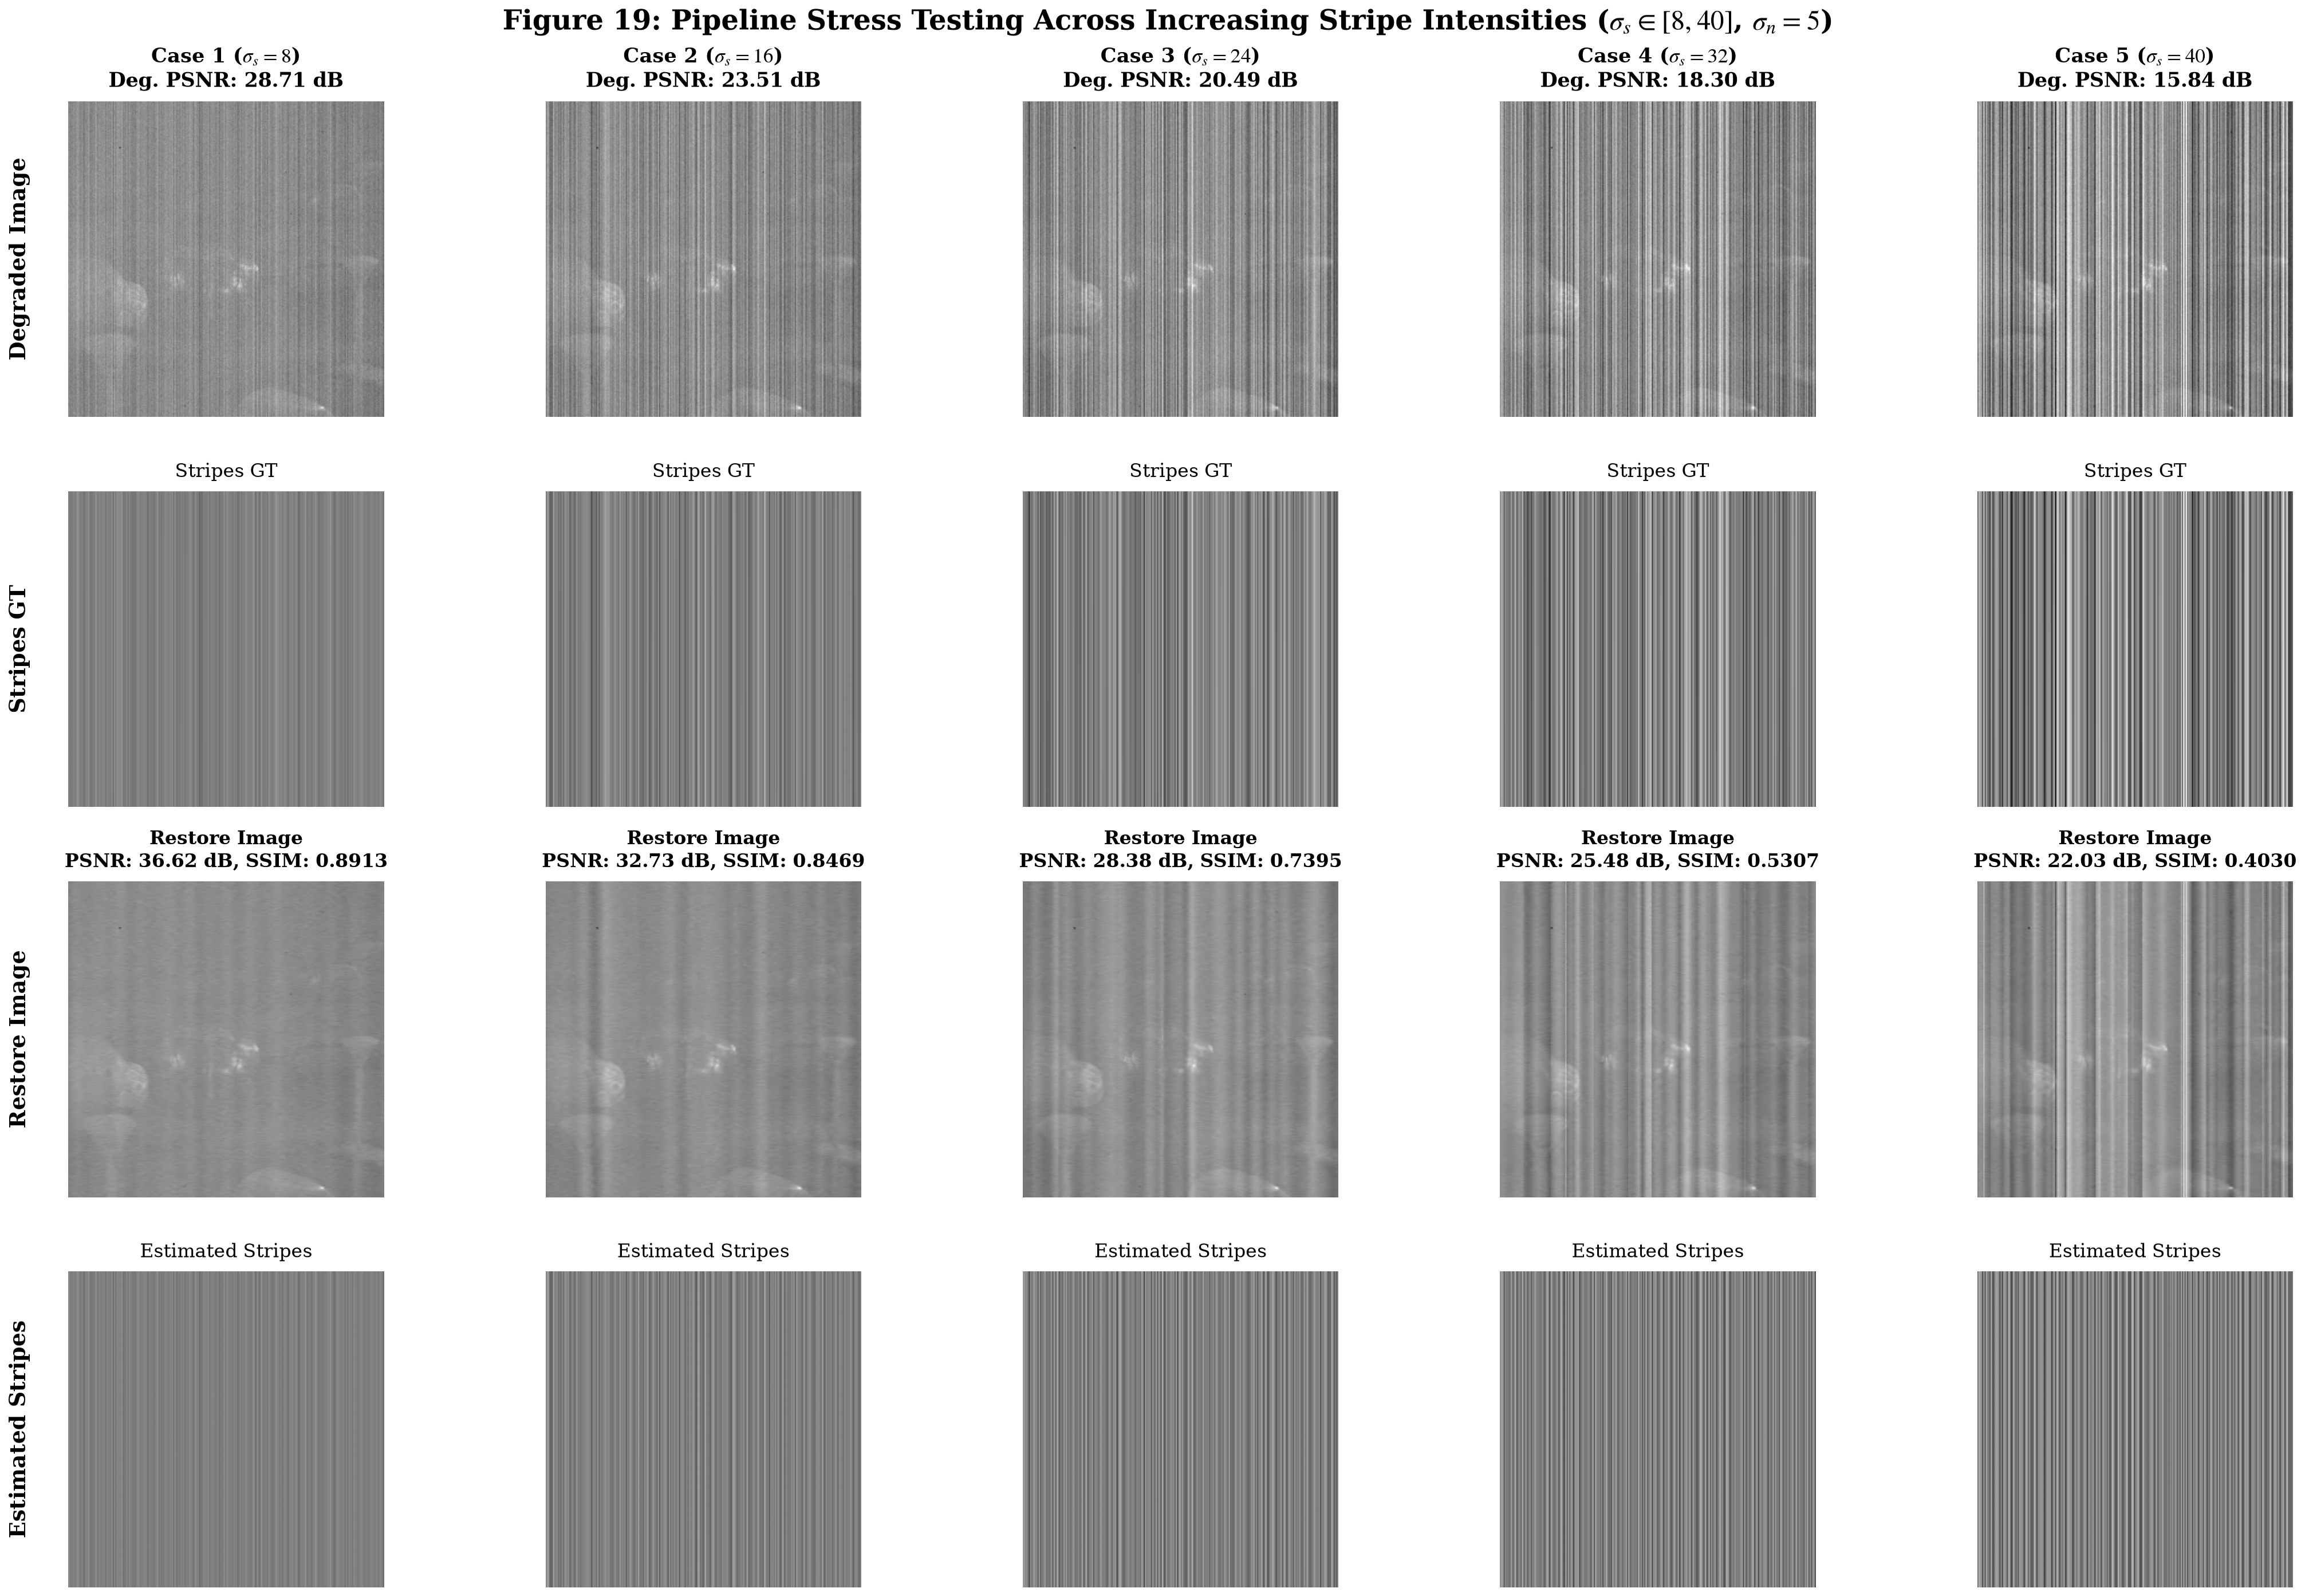 Figure 19: Pipeline Stress Testing Across Increasing Stripe Intensities (σₛ ∈ [8, 40], σₙ = 5)
Case 1 (σₛ = 8)
Deg. PSNR: 28.71 dB
Case 2 (σₛ = 16)
Deg. PSNR: 23.51 dB
Case 3 (σₛ = 24)
Deg. PSNR: 20.49 dB
Case 4 (σₛ = 32)
Deg. PSNR: 18.30 dB
Case 5 (σₛ = 40)
Deg. PSNR: 15.84 dB
Degraded Image
Stripes GT
Stripes GT
Stripes GT
Stripes GT
Stripes GT
Stripes GT
Restore Image
PSNR: 36.62 dB, SSIM: 0.8913
Restore Image
PSNR: 32.73 dB, SSIM: 0.8469
Restore Image
PSNR: 28.38 dB, SSIM: 0.7395
Restore Image
PSNR: 25.48 dB, SSIM: 0.5307
Restore Image
PSNR: 22.03 dB, SSIM: 0.4030
Restore Image
Estimated Stripes
Estimated Stripes
Estimated Stripes
Estimated Stripes
Estimated Stripes
Estimated Stripes